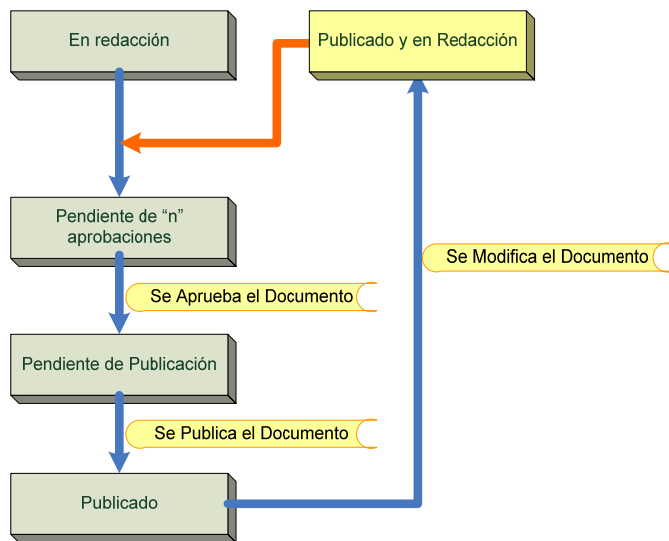 En redacción
Publicado y en Redacción
Pendiente de “n”
aprobaciones
Se Modifica el Documento
Se Aprueba el Documento
Pendiente de Publicación
Se Publica el Documento
Publicado